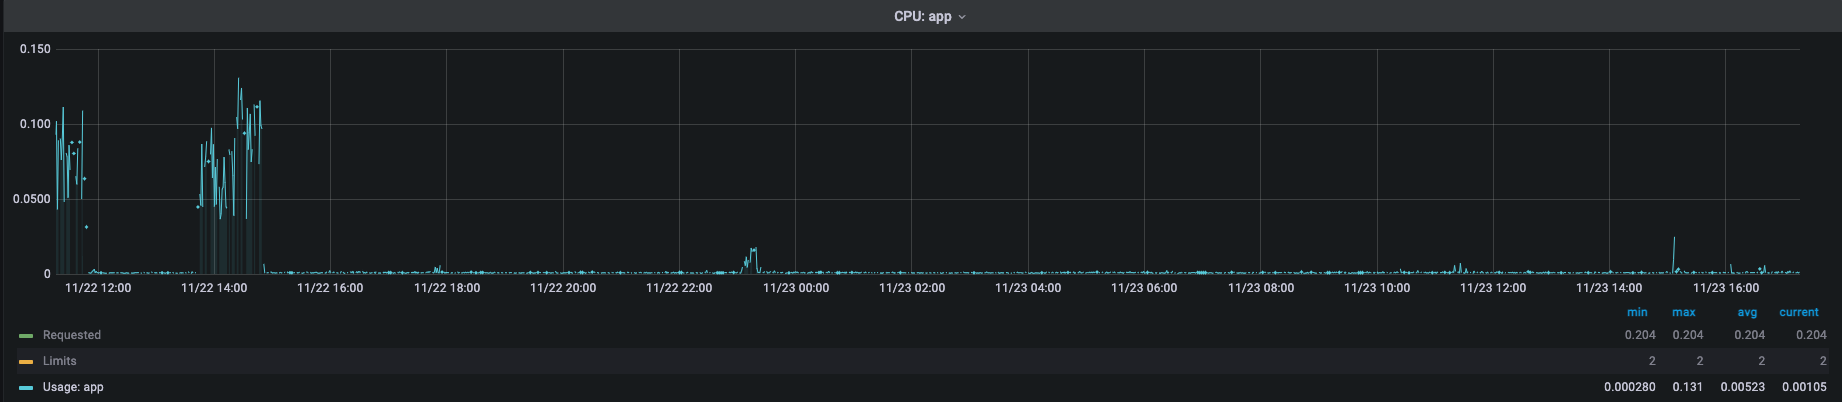 CPU: app
0.150
0.100
0.0500
0
11/22 12:00 11/22 14:00 11/22 16:00 11/22 18:00 11/22 20:00 11/22 22:00 11/23 00:00 11/23 02:00 11/23 04:00 11/23 06:00 11/23 08:00 11/23 10:00 11/23 12:00 11/23 14:00 11/23 16:00
min max avg current
Requested 0.204 0.204 0.204 0.204
Limits 2 2 2 2
Usage: app 0.000280 0.131 0.00523 0.00105